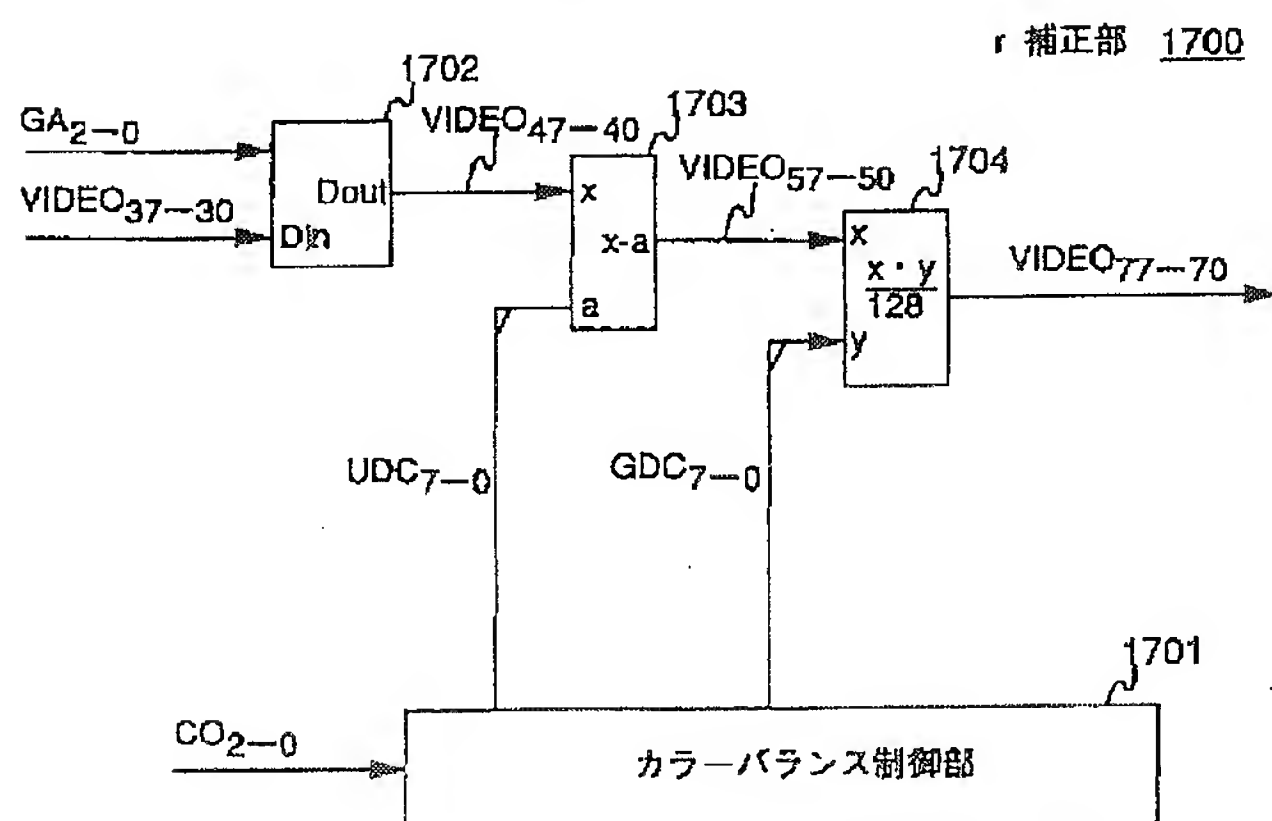 r 補正部 1700
1702
GA2-0
VIDEO47-40
1703
VIDEO37-30
Dout
Din
x
x-a
a
VIDEO57-50
1704
x
x・y
128
y
VIDEO77-70
UDC7-0
GDC7-0
1701
CO2-0
カラーバランス制御部